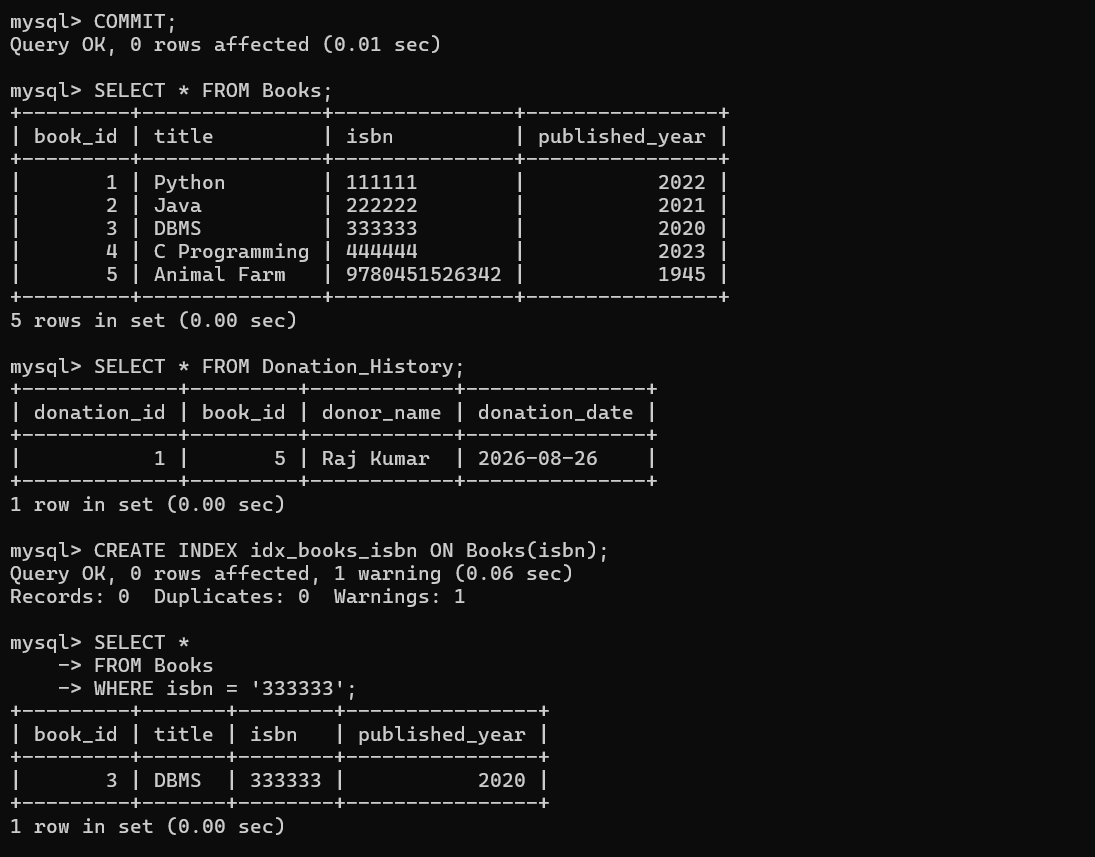 mysql> COMMIT;
Query OK, 0 rows affected (0.01 sec)

mysql> SELECT * FROM Books;
+---------+---------------+---------------+----------------+
| book_id | title         | isbn          | published_year |
+---------+---------------+---------------+----------------+
|       1 | Python        | 111111        |           2022 |
|       2 | Java          | 222222        |           2021 |
|       3 | DBMS          | 333333        |           2020 |
|       4 | C Programming | 444444        |           2023 |
|       5 | Animal Farm   | 9780451526342 |           1945 |
+---------+---------------+---------------+----------------+
5 rows in set (0.00 sec)

mysql> SELECT * FROM Donation_History;
+-------------+---------+------------+---------------+
| donation_id | book_id | donor_name | donation_date |
+-------------+---------+------------+---------------+
|           1 |       5 | Raj Kumar  | 2026-08-26    |
+-------------+---------+------------+---------------+
1 row in set (0.00 sec)

mysql> CREATE INDEX idx_books_isbn ON Books(isbn);
Query OK, 0 rows affected, 1 warning (0.06 sec)
Records: 0  Duplicates: 0  Warnings: 1

mysql> SELECT *
    -> FROM Books
    -> WHERE isbn = '333333';
+---------+-------+--------+----------------+
| book_id | title | isbn   | published_year |
+---------+-------+--------+----------------+
|       3 | DBMS  | 333333 |           2020 |
+---------+-------+--------+----------------+
1 row in set (0.00 sec)